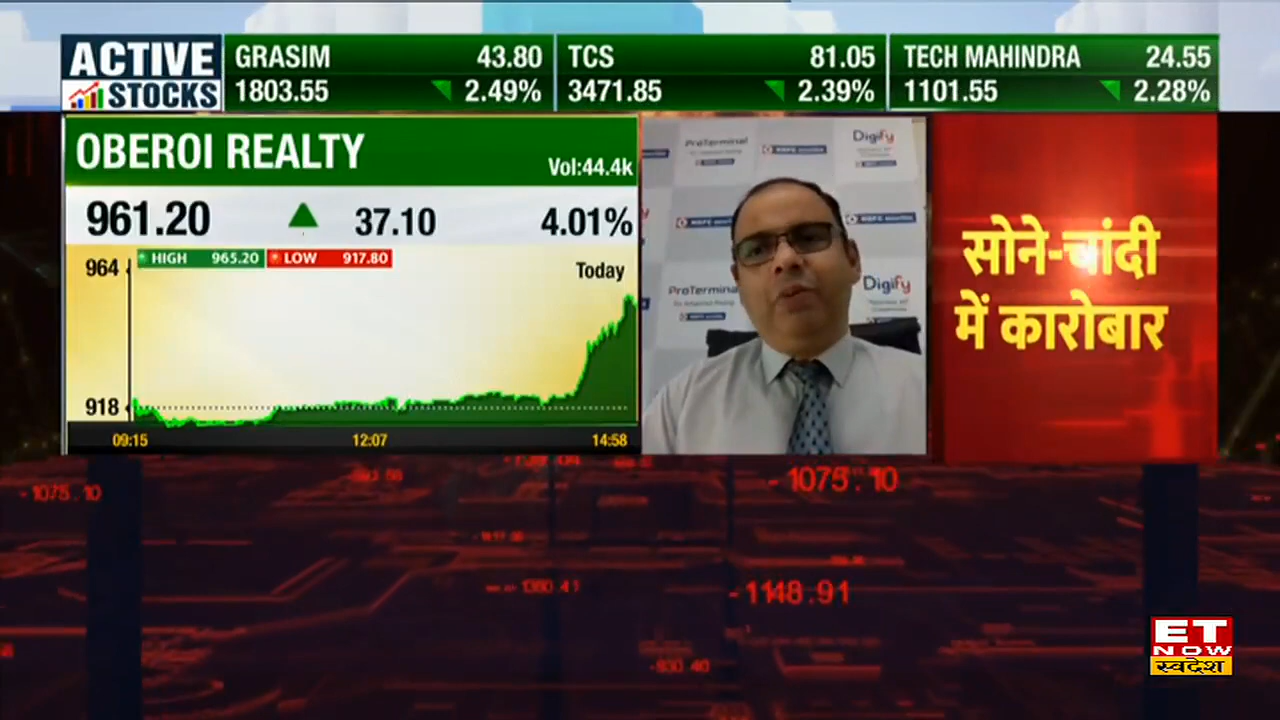 ACTIVE
STOCKS
GRASIM 43.80
1803.55 2.49%
TCS 81.05
3471.85 2.39%
TECH MAHINDRA 24.55
1101.55 2.28%
OBEROI REALTY
Vol:44.4k
961.20 37.10 4.01%
HIGH 965.20 LOW 917.80
964
Today
918
09:15 12:07 14:58
ProTerminal
Digify
ProTerminal
Digify
सोने-चांदी
में कारोबार
-1075.10
-1075.10
-1148.91
ET
NOW
स्वदेश